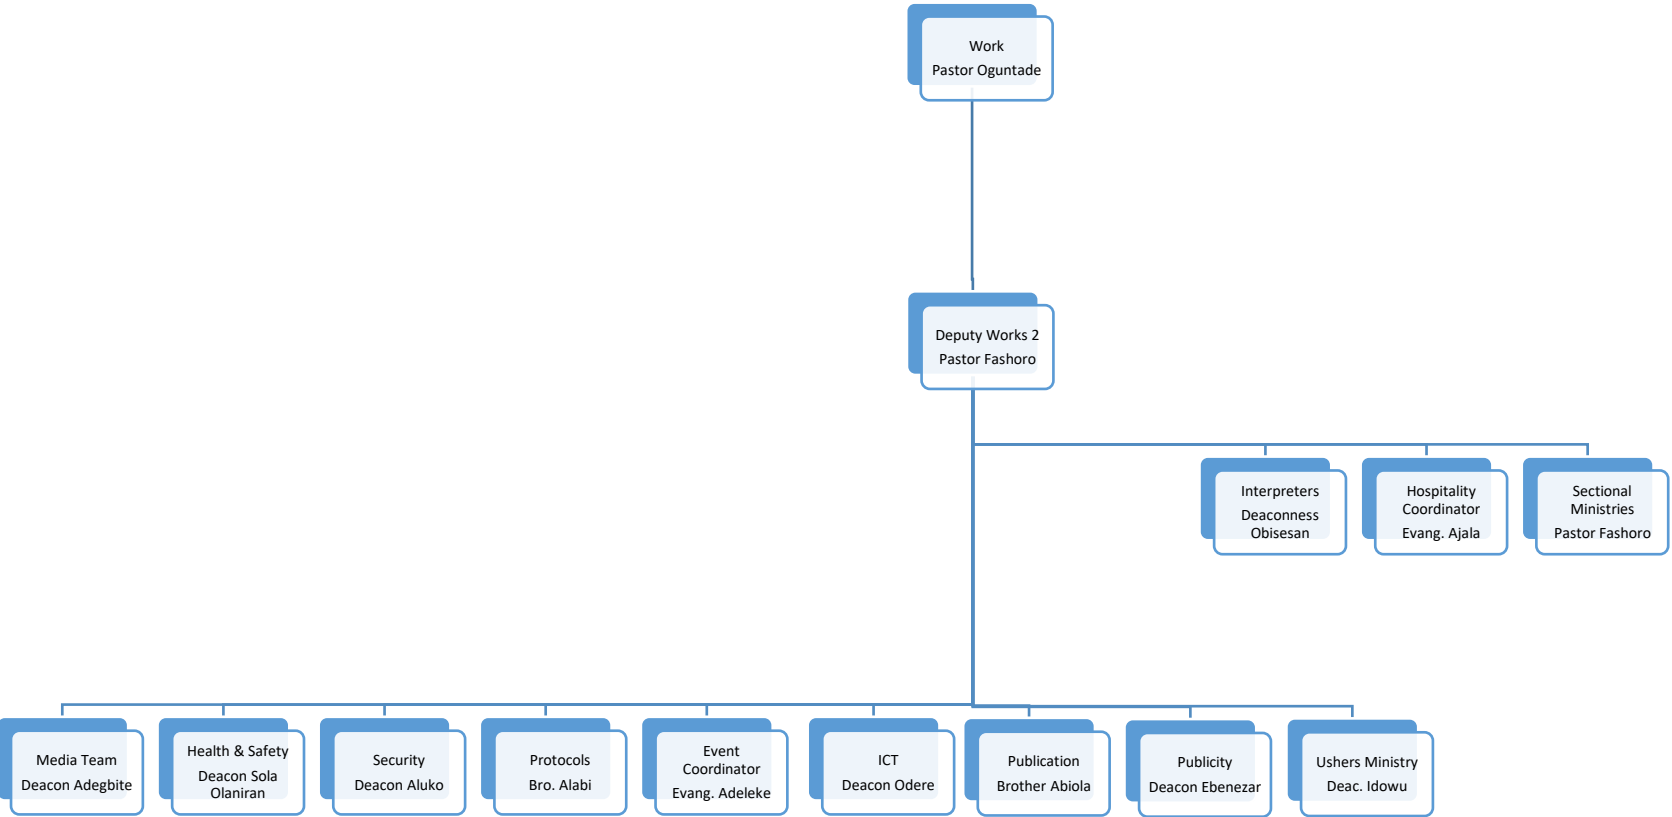 Work
Pastor Oguntade
Deputy Works 2
Pastor Fashoro
Interpreters
Deaconness
Obisesan
Hospitality
Coordinator
Evang. Ajala
Sectional
Ministries
Pastor Fashoro
Media Team
Deacon Adegbite
Health & Safety
Deacon Sola
Olaniran
Security
Deacon Aluko
Protocols
Bro. Alabi
Event
Coordinator
Evang. Adeleke
ICT
Deacon Odere
Publication
Brother Abiola
Publicity
Deacon Ebenezar
Ushers Ministry
Deac. Idowu